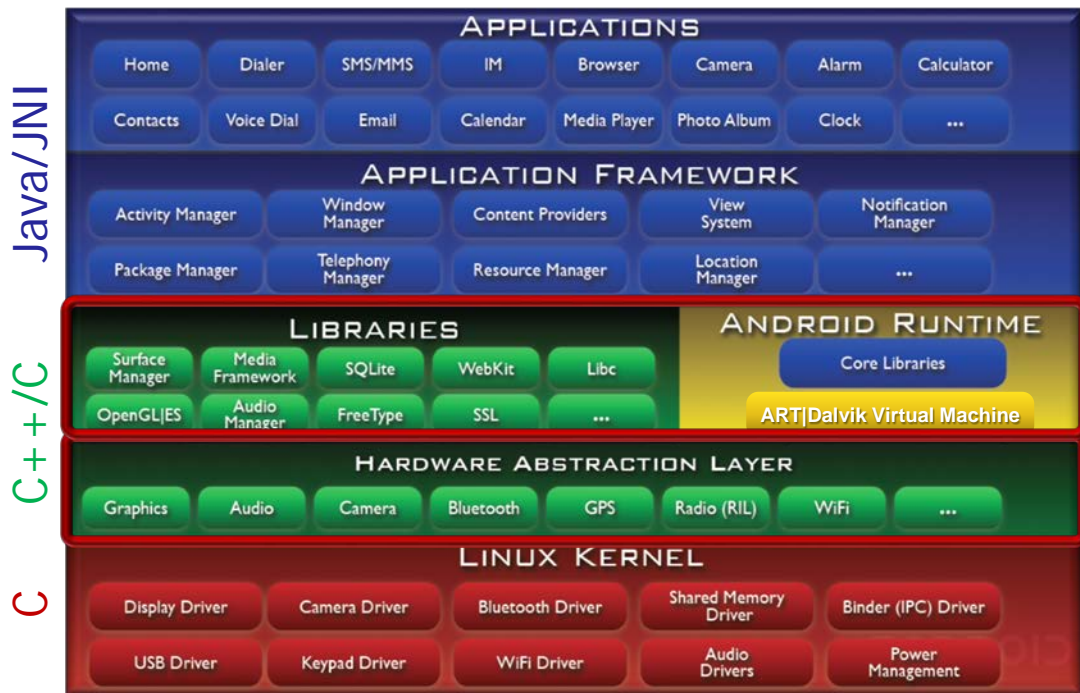 APPLICATIONS
Home Dialer SMS/MMS IM Browser Camera Alarm Calculator
Contacts Voice Dial Email Calendar Media Player Photo Album Clock ...
Java/JNI
APPLICATION FRAMEWORK
Activity Manager
Window
Manager
Content Providers
View
System
Notification
Manager
Package Manager
Telephony
Manager
Resource Manager
Location
Manager
...
C++/C
LIBRARIES
Surface
Manager
Media
Framework
SQLite
WebKit
Libc
OpenGL|ES
Audio
Manager
FreeType
SSL
...
ANDROID RUNTIME
Core Libraries
ART|Dalvik Virtual Machine
HARDWARE ABSTRACTION LAYER
Graphics Audio Camera Bluetooth GPS Radio (RIL) WiFi ...
C
LINUX KERNEL
Display Driver
Camera Driver
Bluetooth Driver
Shared Memory
Driver
Binder (IPC) Driver
USB Driver
Keypad Driver
WiFi Driver
Audio
Drivers
Power
Management